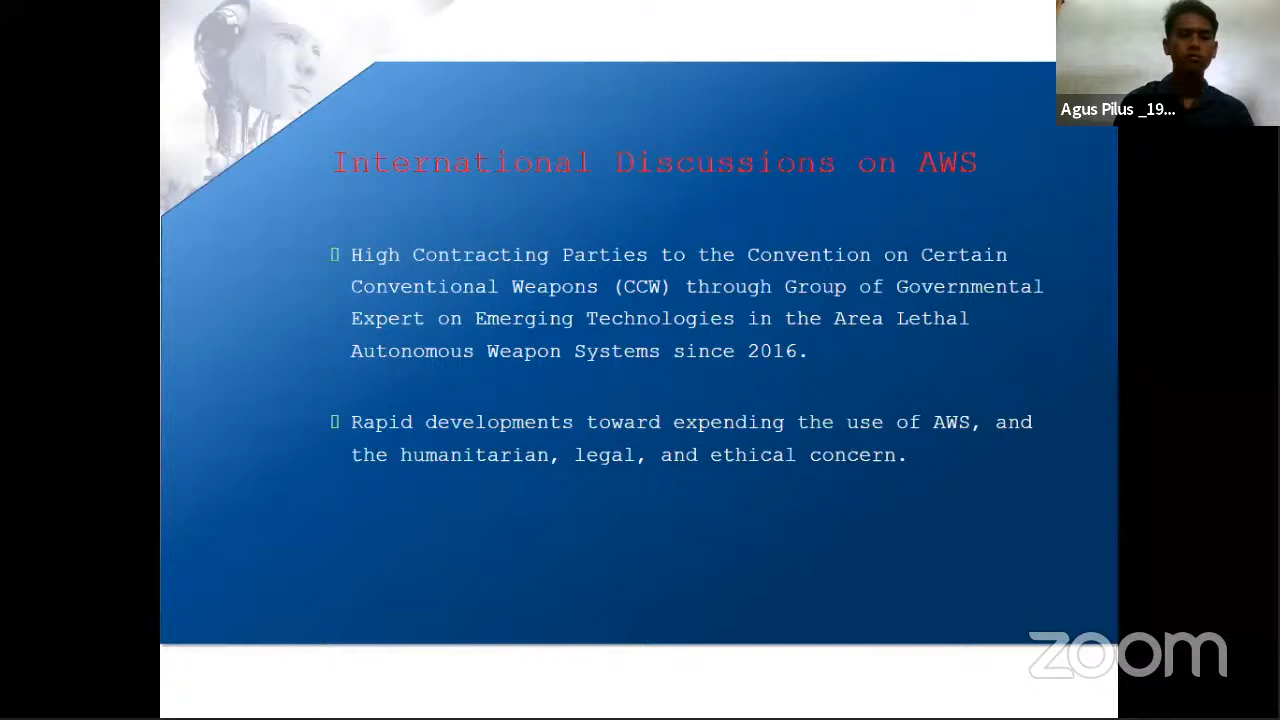 Agus Pilus _19...
International Discussions on AWS
High Contracting Parties to the Convention on Certain
Conventional Weapons (CCW) through Group of Governmental
Expert on Emerging Technologies in the Area Lethal
Autonomous Weapon Systems since 2016.
Rapid developments toward expending the use of AWS, and
the humanitarian, legal, and ethical concern.
zoom